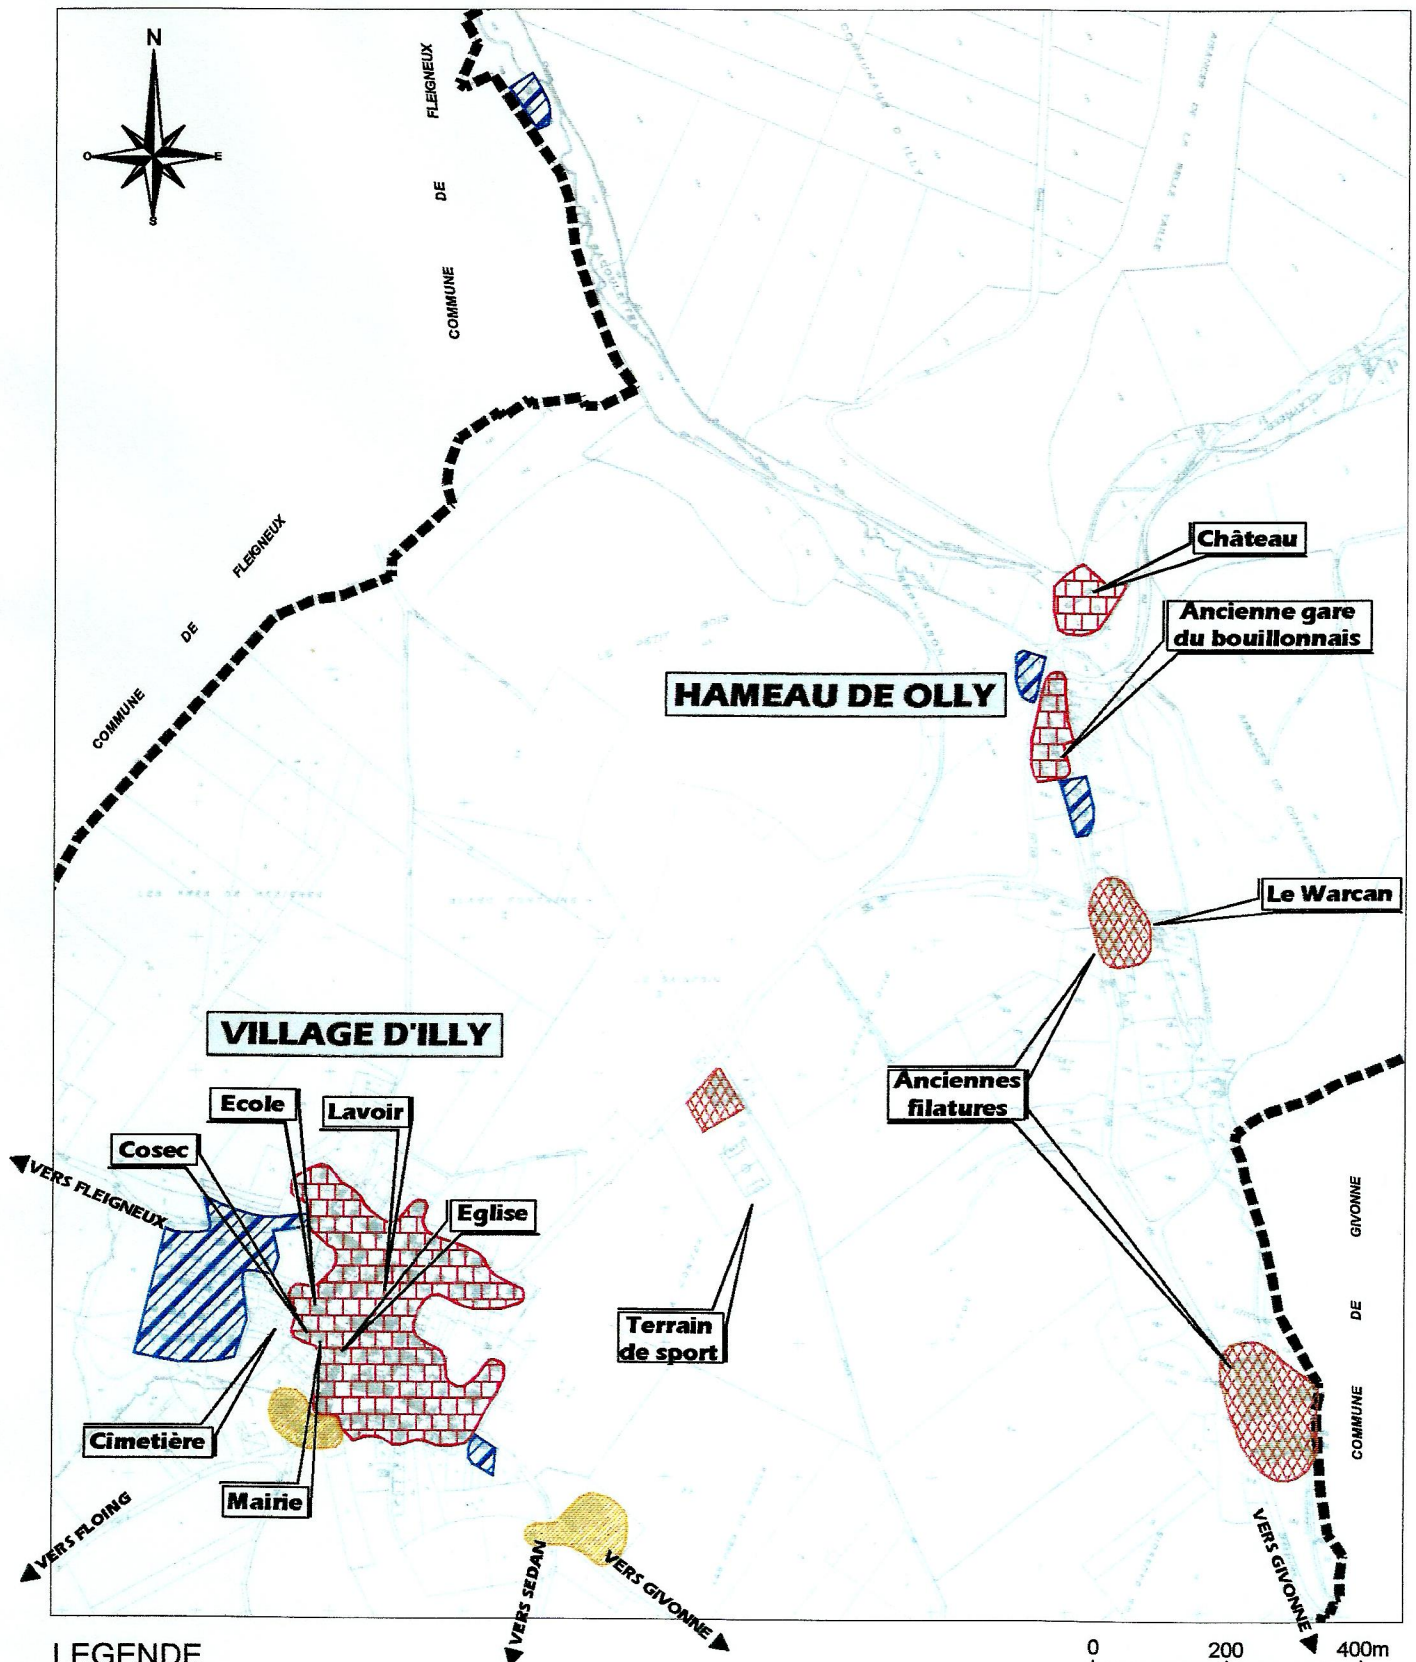 N
O
E
S
COMMUNE DE FLEIGNEUX
COMMUNE DE FLEIGNEUX
Château
Ancienne gare
du bouillonnais
HAMEAU DE OLLY
Le Warcan
VILLAGE D'ILLY
Ecole
Lavoir
Cosec
Anciennes
filatures
VERS FLEIGNEUX
Eglise
COMMUNE DE GIVONNE
Terrain
de sport
Cimetière
Mairie
VERS FLOING
VERS SEDAN
VERS GIVONNE
VERS GIVONNE
LEGENDE
0 200 400m